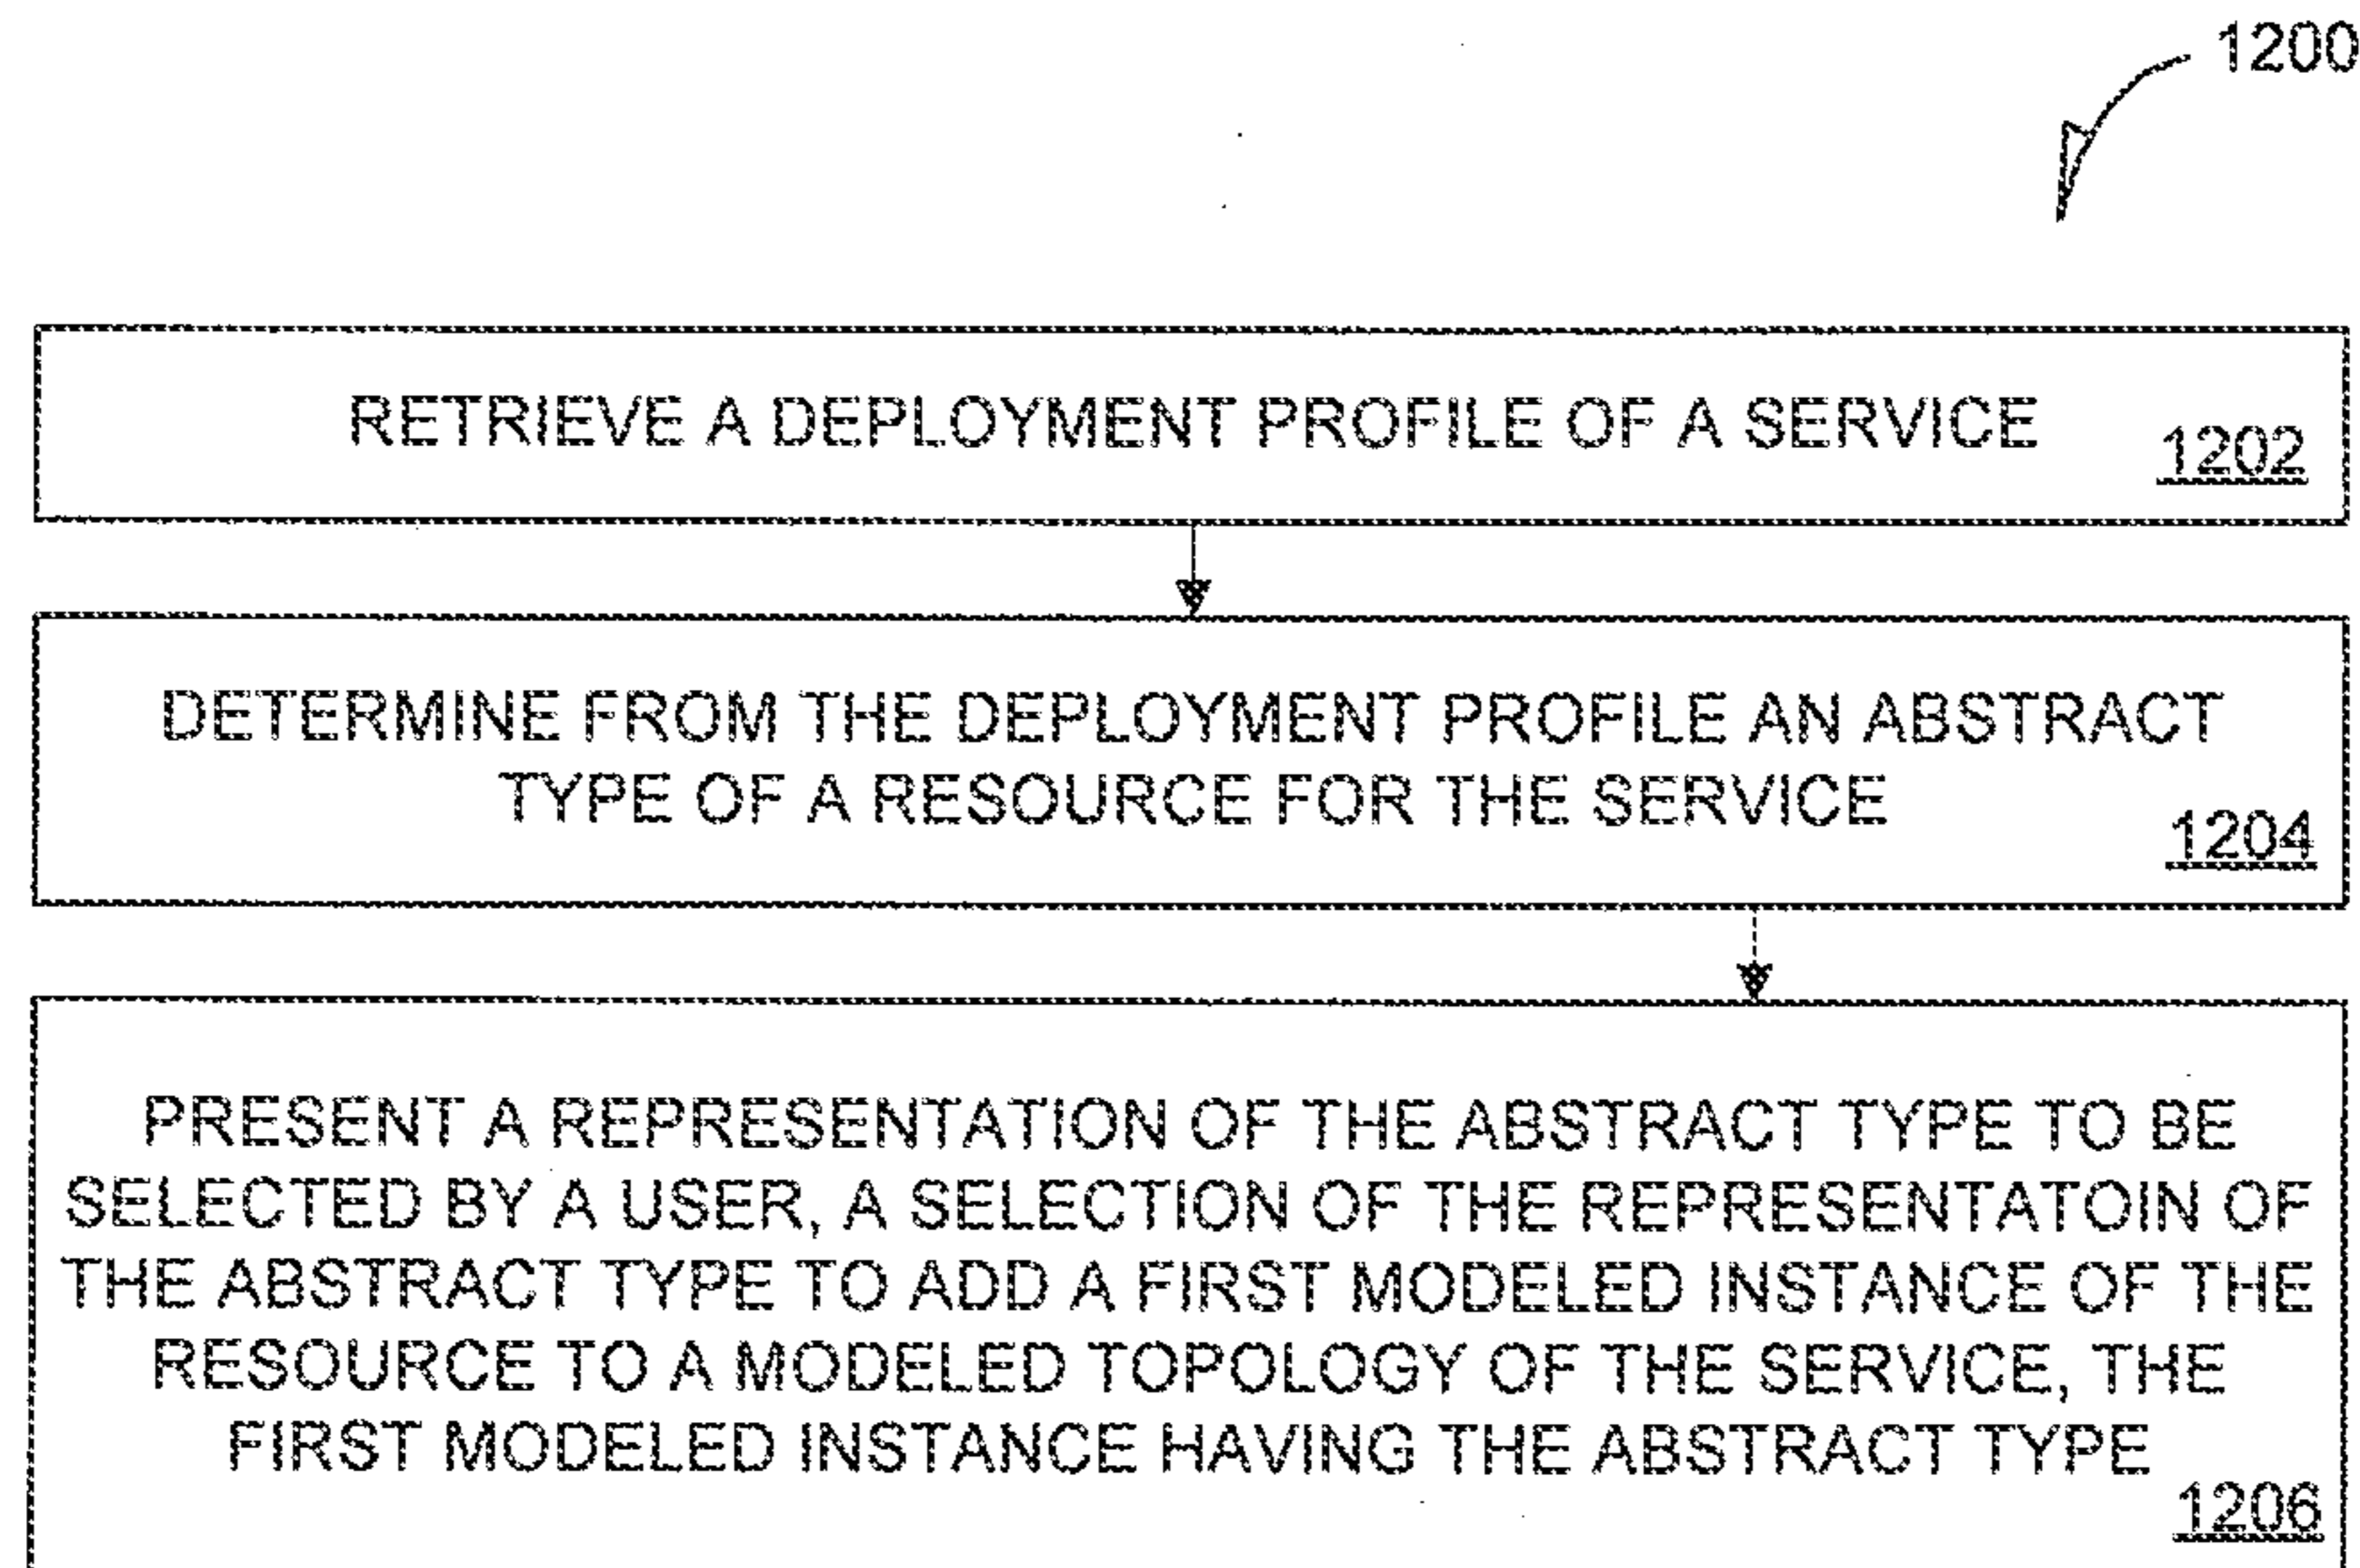 1200
RETRIEVE A DEPLOYMENT PROFILE OF A SERVICE
1202
DETERMINE FROM THE DEPLOYMENT PROFILE AN ABSTRACT
TYPE OF A RESOURCE FOR THE SERVICE
1204
PRESENT A REPRESENTATION OF THE ABSTRACT TYPE TO BE
SELECTED BY A USER, A SELECTION OF THE REPRESENTATOIN OF
THE ABSTRACT TYPE TO ADD A FIRST MODELED INSTANCE OF THE
RESOURCE TO A MODELED TOPOLOGY OF THE SERVICE, THE
FIRST MODELED INSTANCE HAVING THE ABSTRACT TYPE
1206